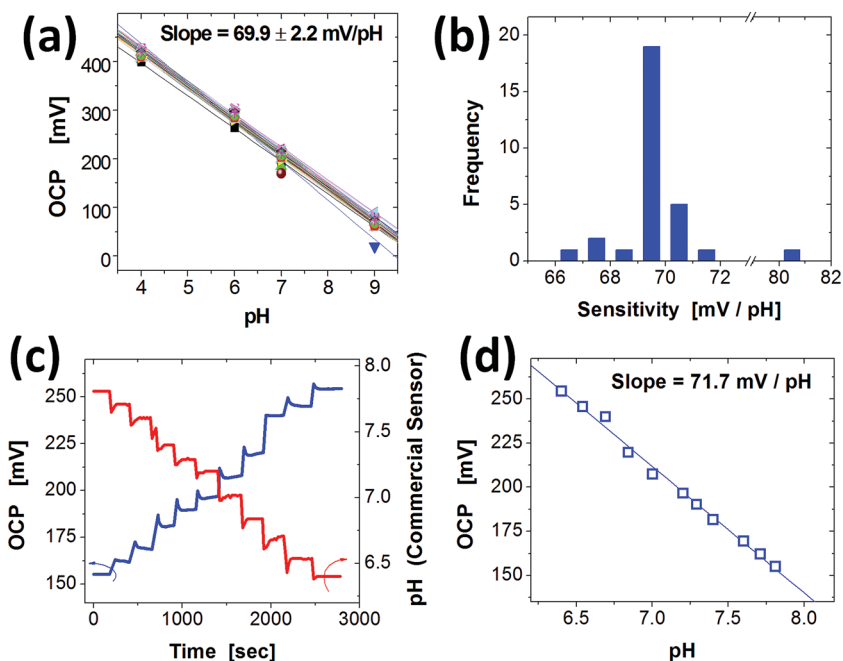 (a)
Slope = 69.9 ± 2.2 mV/pH
OCP [mV]
400
300
200
100
0
4
5
6
7
8
9
pH
(b)
Frequency
20
15
10
5
0
66
68
70
72
80
82
Sensitivity [mV / pH]
(c)
OCP [mV]
250
225
200
175
150
pH (Commercial Sensor)
8.0
7.5
7.0
6.5
0
1000
2000
3000
Time [sec]
(d)
Slope = 71.7 mV / pH
OCP [mV]
250
225
200
175
150
6.5
7.0
7.5
8.0
pH